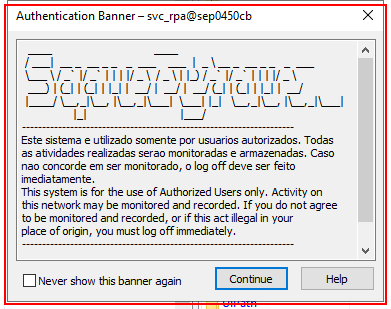 Authentication Banner – svc_rpa@sep0450cb
Este sistema e utilizado somente por usuarios autorizados. Todas
as atividades realizadas serao monitoradas e armazenadas. Caso
nao concorde em ser monitorado, o log off deve ser feito
imediatamente.
This system is for the use of Authorized Users only. Activity on
this network may be monitored and recorded. If you do not agree
to be monitored and recorded, or if this act illegal in your
place of origin, you must log off immediately.
Never show this banner again
Continue
Help
UiPath